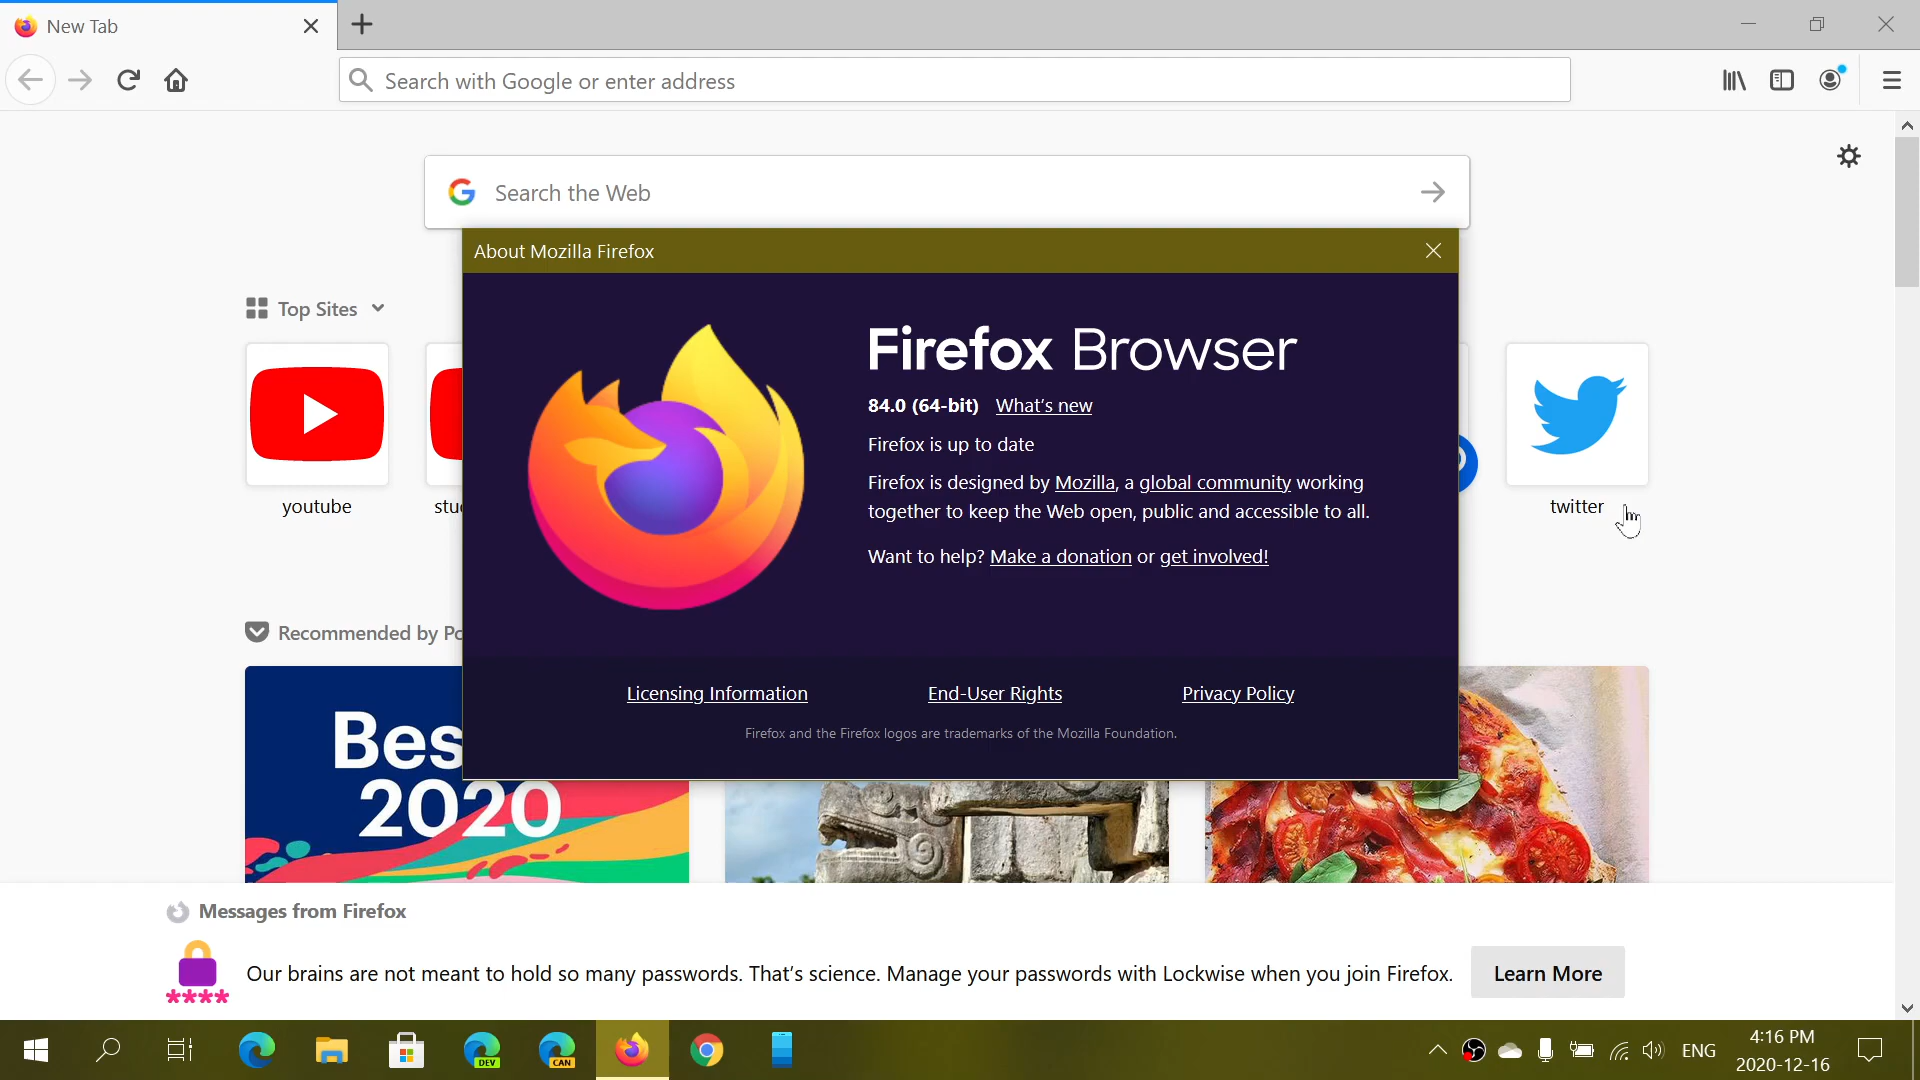 New Tab
Search with Google or enter address
Search the Web
About Mozilla Firefox
Top Sites
Firefox Browser
84.0 (64-bit) What's new
Firefox is up to date
Firefox is designed by Mozilla, a global community working
together to keep the Web open, public and accessible to all.
Want to help? Make a donation or get involved!
youtube
stu
twitter
Recommended by Po
Licensing Information End-User Rights Privacy Policy
Firefox and the Firefox logos are trademarks of the Mozilla Foundation.
Bes
2020
Messages from Firefox
Our brains are not meant to hold so many passwords. That's science. Manage your passwords with Lockwise when you join Firefox.
Learn More
****
DEV
CAN
ENG
4:16 PM
2020-12-16